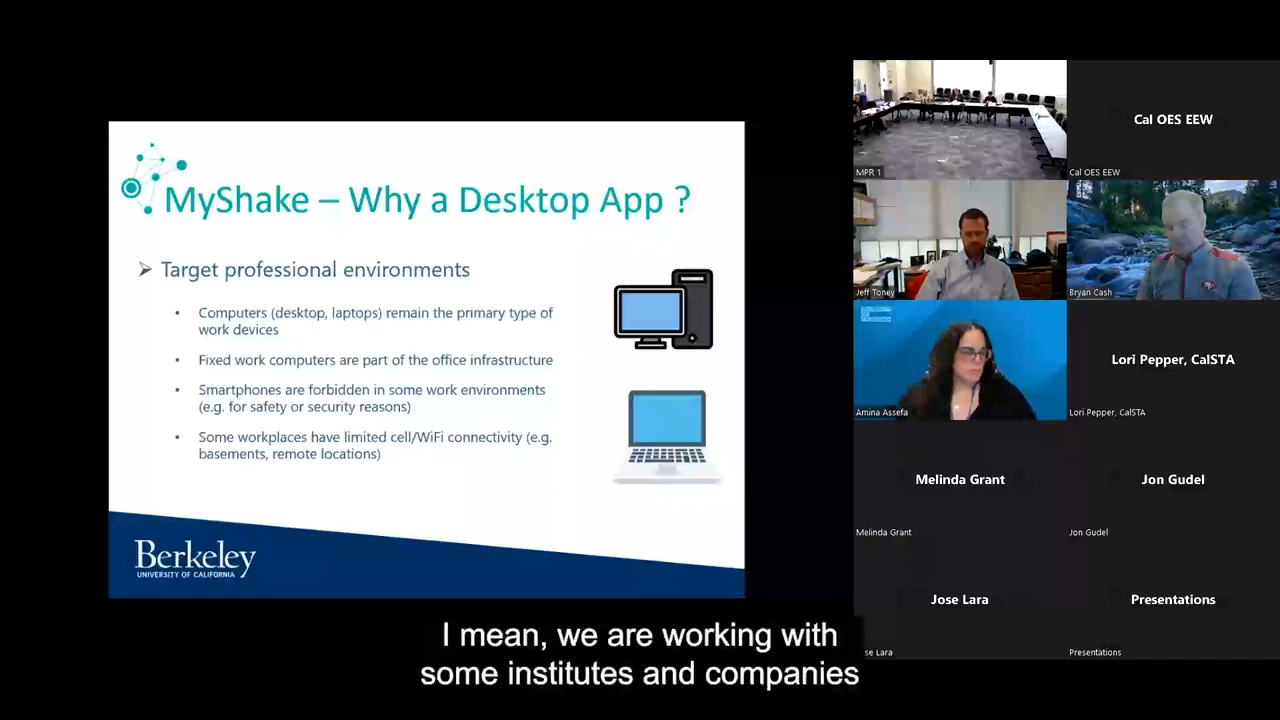 MyShake – Why a Desktop App ?
Target professional environments
Computers (desktop, laptops) remain the primary type of
work devices
Fixed work computers are part of the office infrastructure
Smartphones are forbidden in some work environments
(e.g. for safety or security reasons)
Some workplaces have limited cell/WiFi connectivity (e.g.
basements, remote locations)
Berkeley
UNIVERSITY OF CALIFORNIA
MPR 1
Cal OES EEW
Cal OES EEW
Jeff Toney
Bryan Cash
Amina Assefa
Lori Pepper, CalSTA
Lori Pepper, CalSTA
Melinda Grant
Melinda Grant
Jon Gudel
Jon Gudel
Jose Lara
se Lara
Presentations
Presentations
I mean, we are working with
some institutes and companies